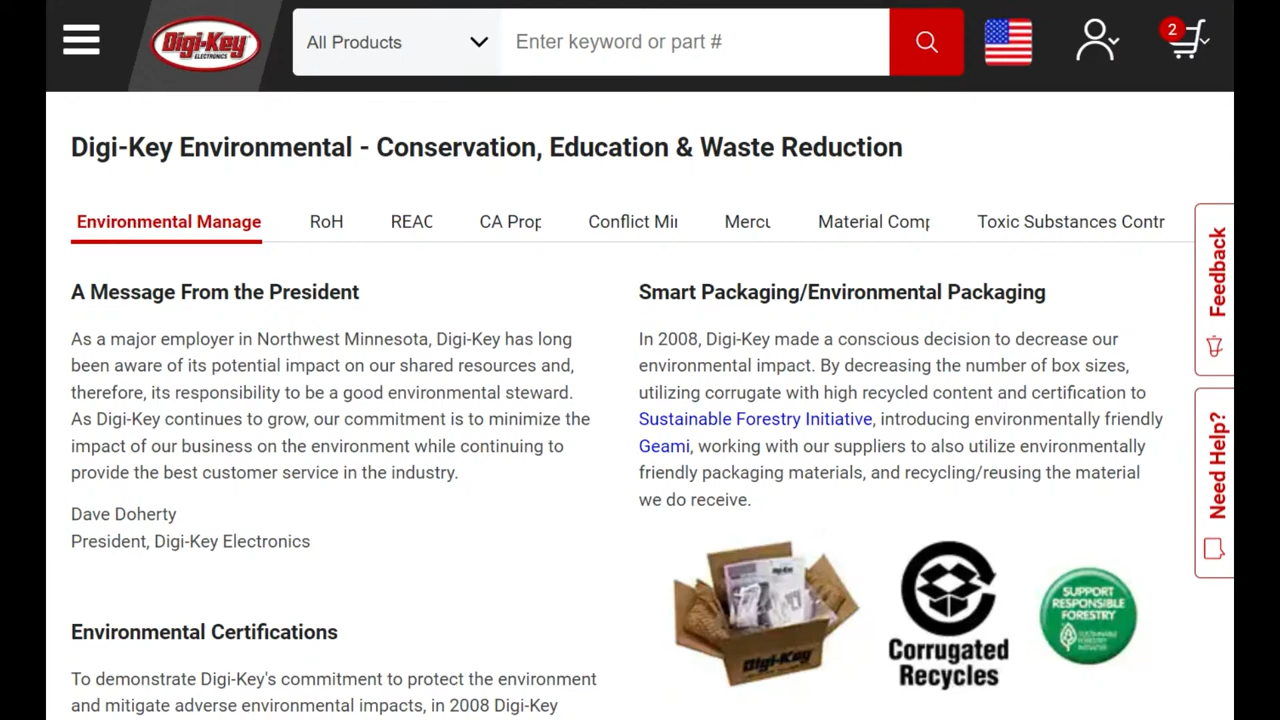 Digi-Key
ELECTRONICS
All Products
Enter keyword or part #
2
Digi-Key Environmental - Conservation, Education & Waste Reduction
Environmental Manage
RoH
REAC
CA Prop
Conflict Mi
Mercu
Material Comp
Toxic Substances Contr
Feedback
Need Help?
A Message From the President
As a major employer in Northwest Minnesota, Digi-Key has long
been aware of its potential impact on our shared resources and,
therefore, its responsibility to be a good environmental steward.
As Digi-Key continues to grow, our commitment is to minimize the
impact of our business on the environment while continuing to
provide the best customer service in the industry.
Dave Doherty
President, Digi-Key Electronics
Environmental Certifications
To demonstrate Digi-Key's commitment to protect the environment
and mitigate adverse environmental impacts, in 2008 Digi-Key
Smart Packaging/Environmental Packaging
In 2008, Digi-Key made a conscious decision to decrease our
environmental impact. By decreasing the number of box sizes,
utilizing corrugate with high recycled content and certification to
Sustainable Forestry Initiative, introducing environmentally friendly
Geami, working with our suppliers to also utilize environmentally
friendly packaging materials, and recycling/reusing the material
we do receive.
Digi-Key
Corrugated
Recycles
SUPPORT
RESPONSIBLE
FORESTRY
SUSTAINABLE
FORESTRY
INITIATIVE